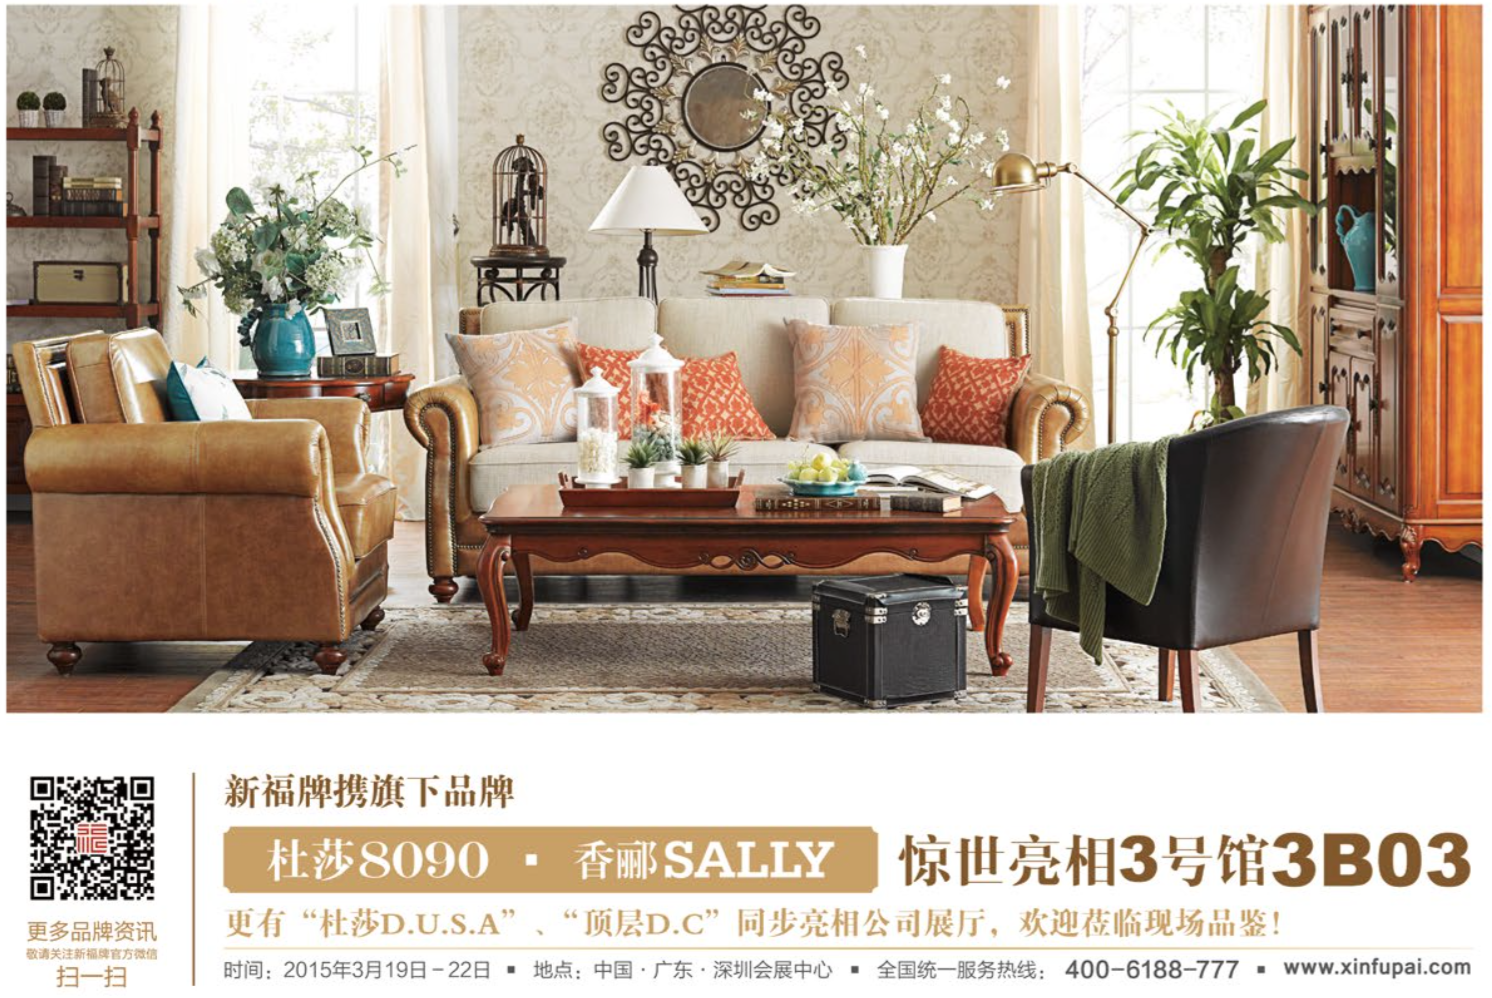 新福牌携旗下品牌
杜莎8090 · 香郦SALLY 惊世亮相3号馆3B03
更有“杜莎D.U.S.A”、“顶层D.C”同步亮相公司展厅，欢迎莅临现场品鉴！
时间：2015年3月19日-22日 ▪ 地点：中国·广东·深圳会展中心 ▪ 全国统一服务热线：400-6188-777 ▪ www.xinfupai.com
更多品牌资讯
敬请关注新福牌官方微信
扫一扫